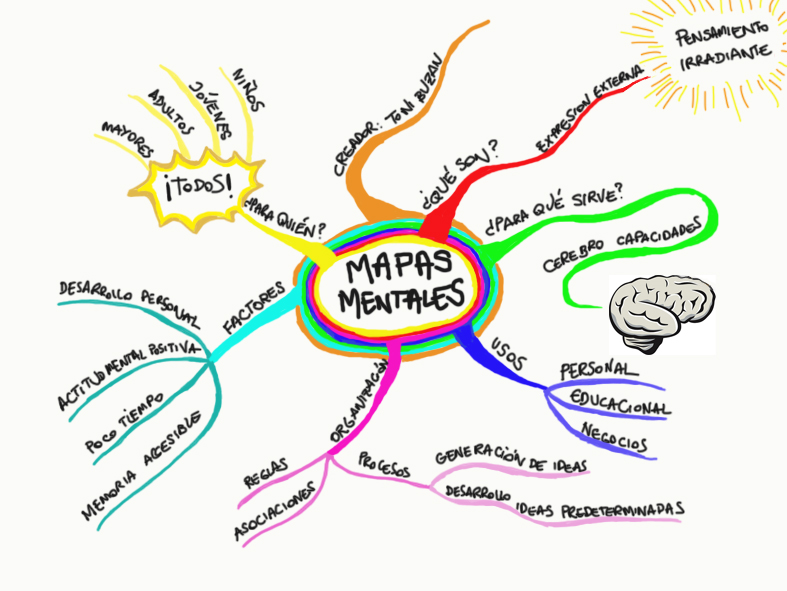 MAPAS
MENTALES
CREADOR: TONI BUZAN
¿QUÉ SON?
EXPRESION EXTERNA
PENSAMIENTO
IRRADIANTE
¿PARA QUÉ SIRVE?
CEREBRO CAPACIDADES
USOS
PERSONAL
EDUCACIONAL
NEGOCIOS
ORGANIZACIÓN
PROCESOS
GENERACIÓN DE IDEAS
DESARROLLO IDEAS PREDETERMINADAS
REGLAS
ASOCIACIONES
FACTORES
DESARROLLO PERSONAL
ACTITUD MENTAL POSITIVA
POCO TIEMPO
MEMORIA ACCESIBLE
¿PARA QUIÉN?
¡TODOS!
MAYORES
ADULTOS
JÓVENES
NIÑOS